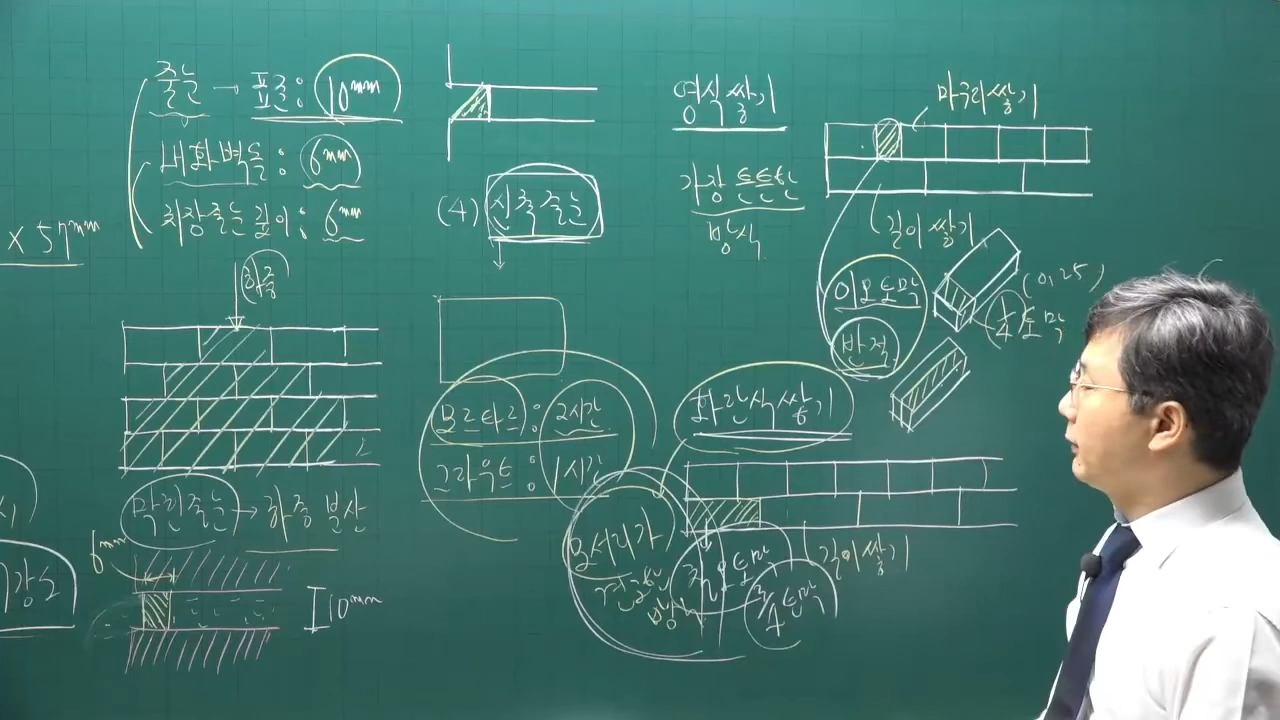 x 57mm
줄눈 → 표준: 10mm
내화벽돌: 6mm
치장줄눈 깊이: 6mm
하중
막힌줄눈 → 하중 발산
6mm
10mm
(4) 신축줄눈
모르타르: 2시간
그라우트: 1시간
영식쌓기
가장 튼튼한
방식
마구리쌓기
길이쌓기
이오토막
반절
(0.25)
1/4토막
화란식쌓기
길이쌓기
모서리가
칠오토막
3/4토막